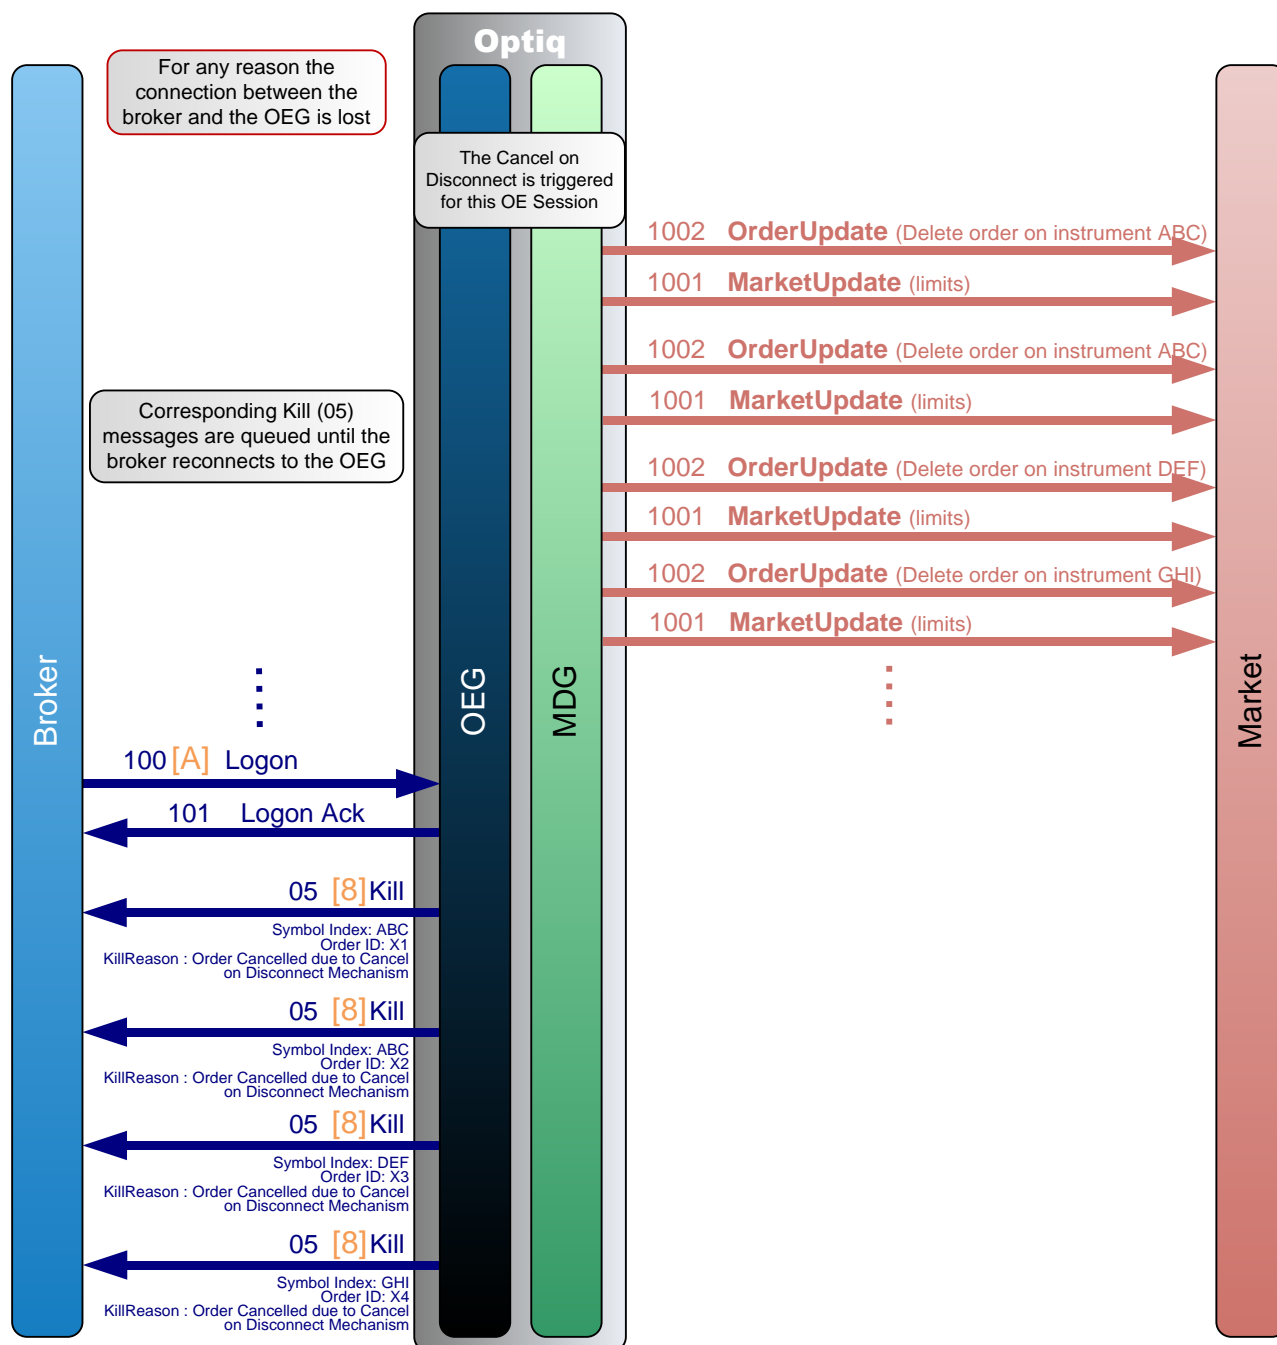 Optiq
For any reason the
connection between the
broker and the OEG is lost
The Cancel on
Disconnect is triggered
for this OE Session
1002 OrderUpdate (Delete order on instrument ABC)
1001 MarketUpdate (limits)
1002 OrderUpdate (Delete order on instrument ABC)
1001 MarketUpdate (limits)
Corresponding Kill (05)
messages are queued until the
broker reconnects to the OEG
1002 OrderUpdate (Delete order on instrument DEF)
1001 MarketUpdate (limits)
1002 OrderUpdate (Delete order on instrument GHI)
1001 MarketUpdate (limits)
Broker
OEG
MDG
Market
100 [A] Logon
101 Logon Ack
05 [8] Kill
Symbol Index: ABC
Order ID: X1
KillReason : Order Cancelled due to Cancel
on Disconnect Mechanism
05 [8] Kill
Symbol Index: ABC
Order ID: X2
KillReason : Order Cancelled due to Cancel
on Disconnect Mechanism
05 [8] Kill
Symbol Index: DEF
Order ID: X3
KillReason : Order Cancelled due to Cancel
on Disconnect Mechanism
05 [8] Kill
Symbol Index: GHI
Order ID: X4
KillReason : Order Cancelled due to Cancel
on Disconnect Mechanism